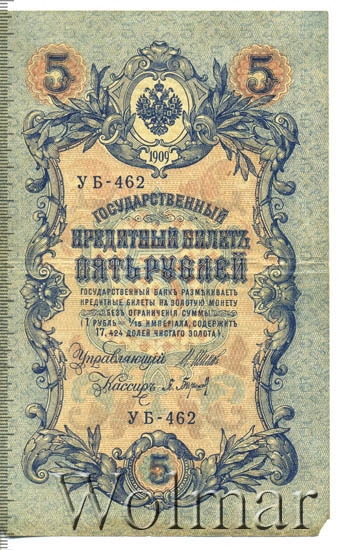 5 5
1909
УБ-462
ГОСУДАРСТВЕННЫЙ
КРЕДИТНЫЙ БИЛЕТЪ
ПЯТЬ РУБЛЕЙ
ГОСУДАРСТВЕННЫЙ БАНКЪ РАЗМѢНИВАЕТЪ
КРЕДИТНЫЕ БИЛЕТЫ НА ЗОЛОТУЮ МОНЕТУ
БЕЗЪ ОГРАНИЧЕНІЯ СУММЫ
(1 РУБЛЬ = 1/15 ИМПЕРІАЛА, СОДЕРЖИТЪ
17,424 ДОЛЕЙ ЧИСТАГО ЗОЛОТА).
Управляющій
Кассиръ
УБ-462
5
Wolmar